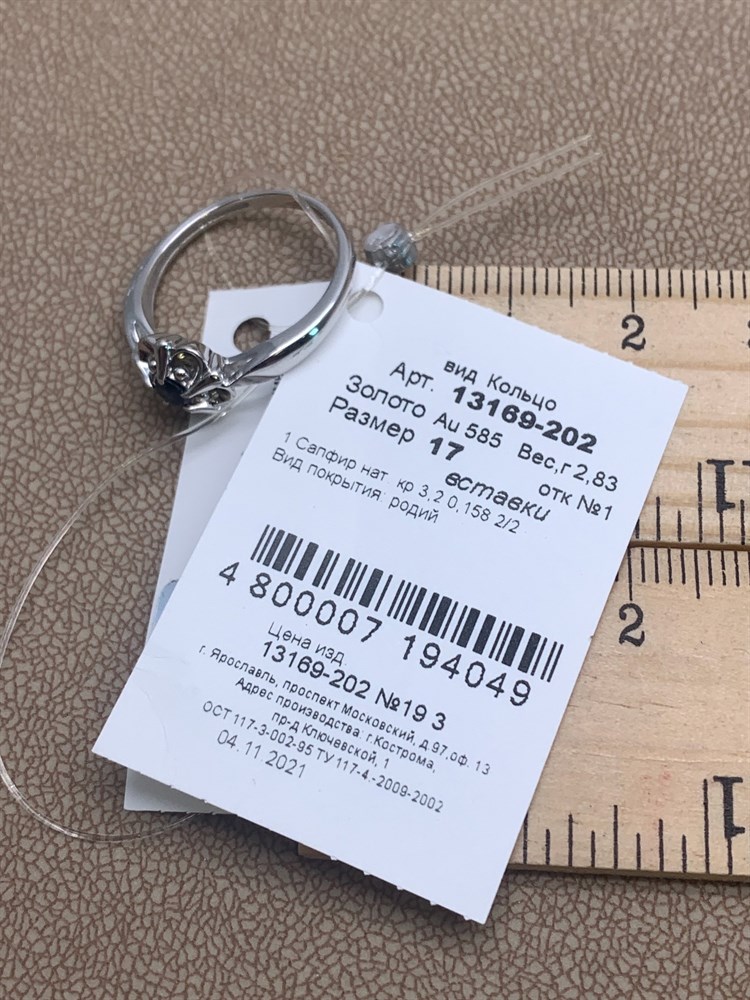 вид Кольцо
Арт. 13169-202
Золото Au 585 Вес,г 2,83
Размер 17 отк №1
вставки
1 Сапфир нат. кр 3,2 0,158 2/2
Вид покрытия: родий
4 800007 194049
Цена изд.
13169-202 №19 3
г. Ярославль, проспект Московский, д.97,оф. 13
Адрес производства: г.Кострома,
пр-д Ключевской, 1
ОСТ 117-3-002-95 ТУ 117-4.-2009-2002
04.11.2021
2
1
2
1